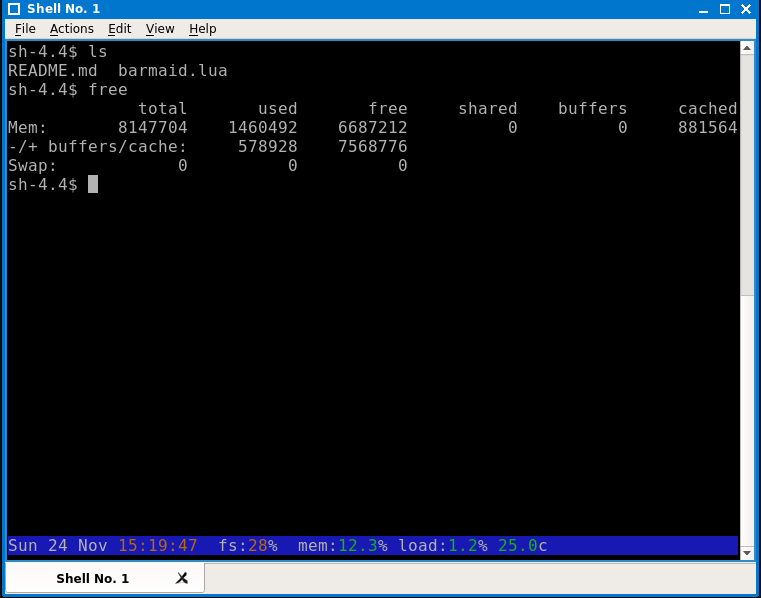 Shell No. 1
File Actions Edit View Help
sh-4.4$ ls
README.md  barmaid.lua
sh-4.4$ free
             total       used       free     shared    buffers     cached
Mem:       8147704    1460492    6687212          0          0     881564
-/+ buffers/cache:     578928    7568776
Swap:            0          0          0
sh-4.4$
Sun 24 Nov 15:19:47  fs:28%  mem:12.3% load:1.2% 25.0c
Shell No. 1